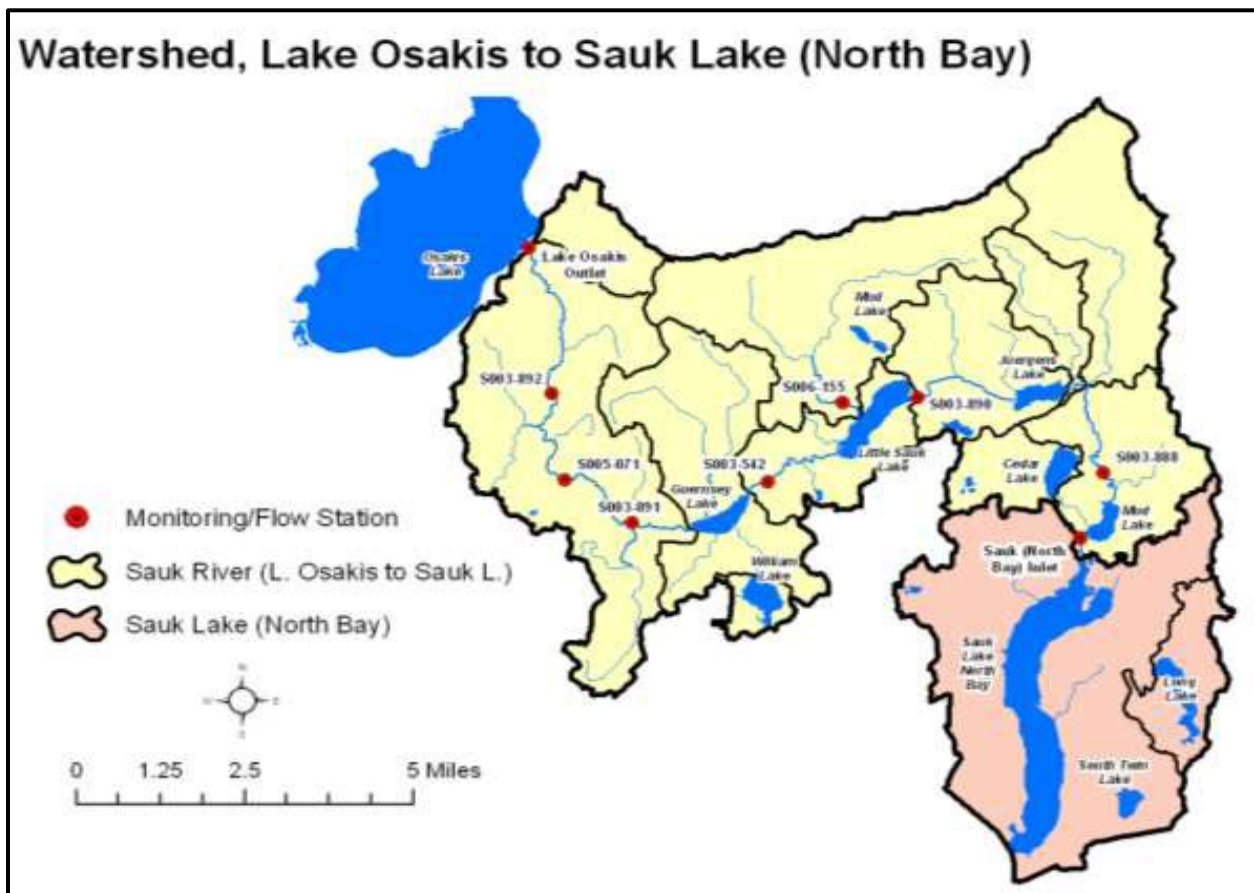 Watershed, Lake Osakis to Sauk Lake (North Bay)
Osakis
Lake
Lake Osakis
Outlet
Mud
Lake
Juergens
Lake
S003-892
S006-155
S003-890
S005-071
S003-542
Little Sauk
Lake
Cedar
Lake
S003-888
Guernsey
Lake
S003-891
Mud
Lake
Monitoring/Flow Station
Sauk River (L. Osakis to Sauk L.)
Sauk Lake (North Bay)
William
Lake
Sauk (North
Bay) Inlet
Sauk
Lake
North
Bay
Long
Lake
South Twin
Lake
N
W
E
S
0 1.25 2.5 5 Miles